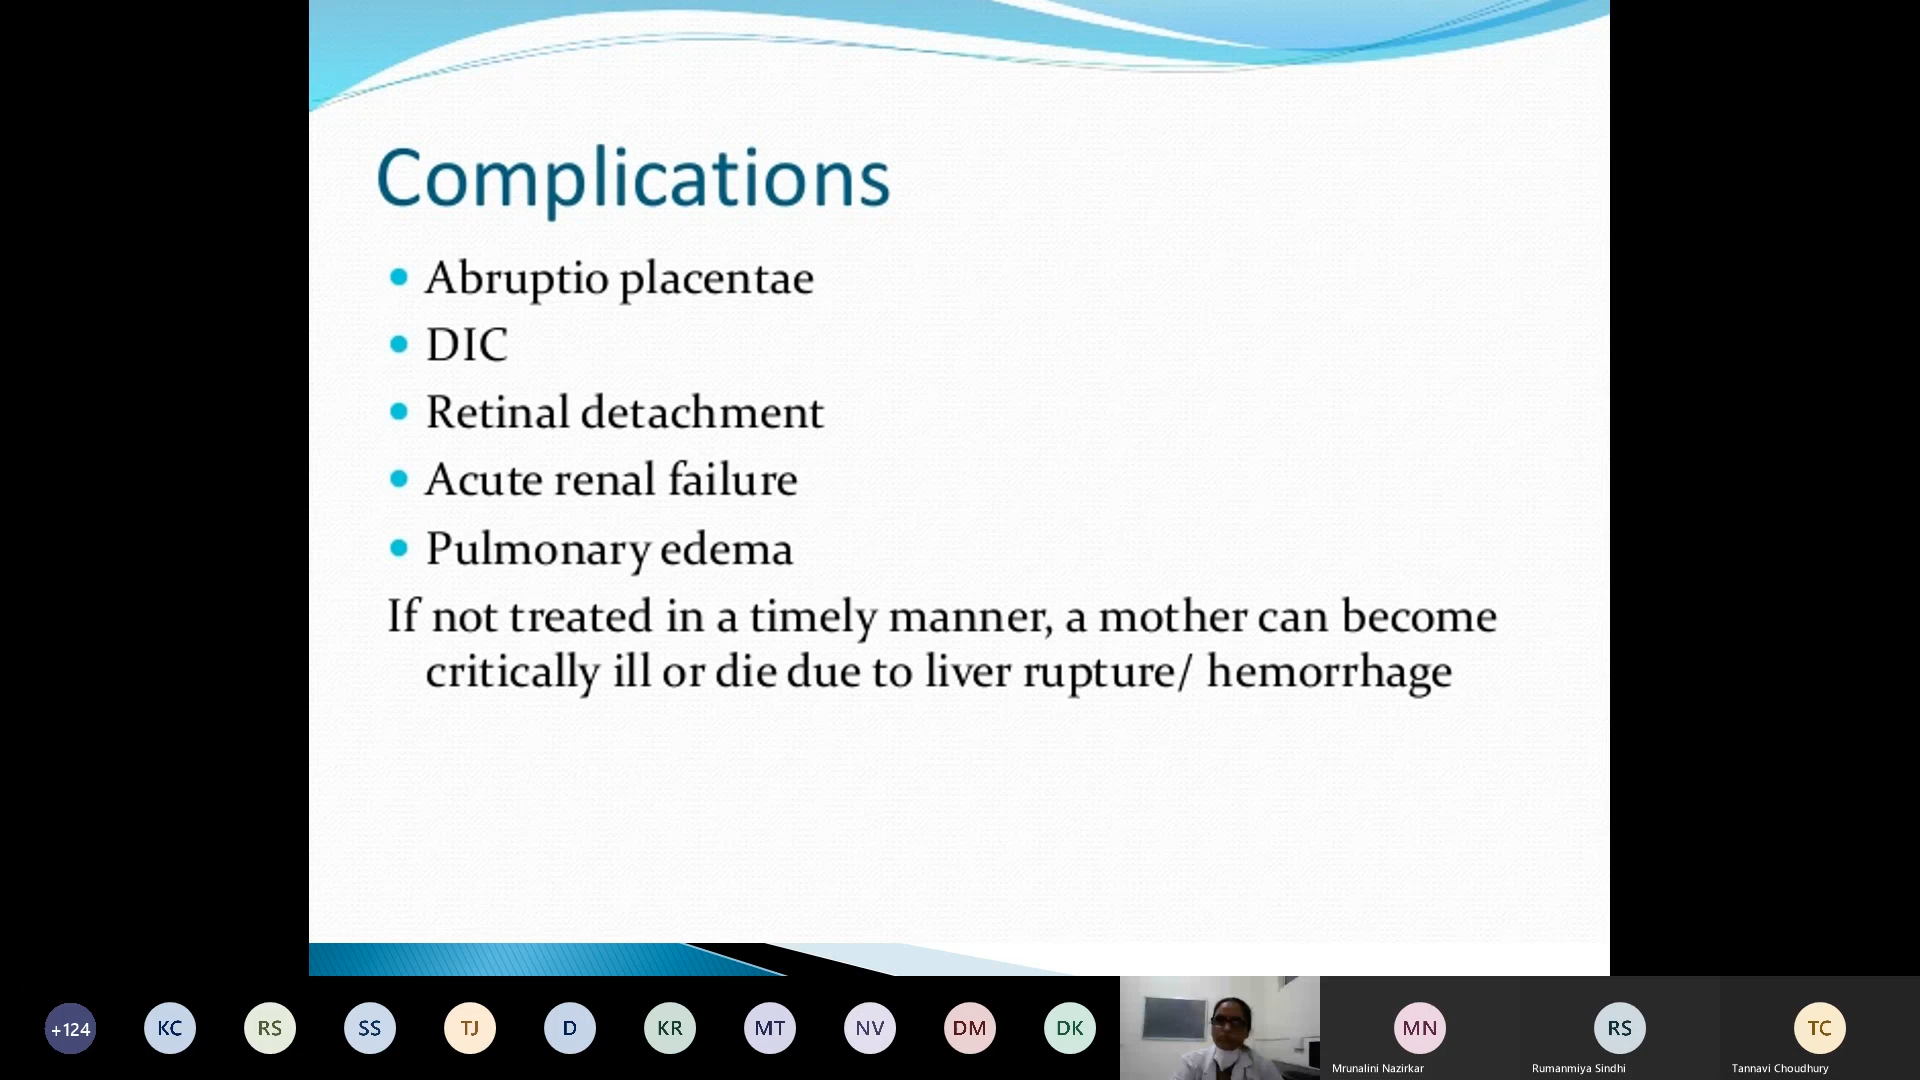 Complications
Abruptio placentae
DIC
Retinal detachment
Acute renal failure
Pulmonary edema
If not treated in a timely manner, a mother can become
critically ill or die due to liver rupture/ hemorrhage
+124
KC
RS
SS
TJ
D
KR
MT
NV
DM
DK
MN
RS
TC
Mrunalini Nazirkar
Rumanmiya Sindhi
Tannavi Choudhury